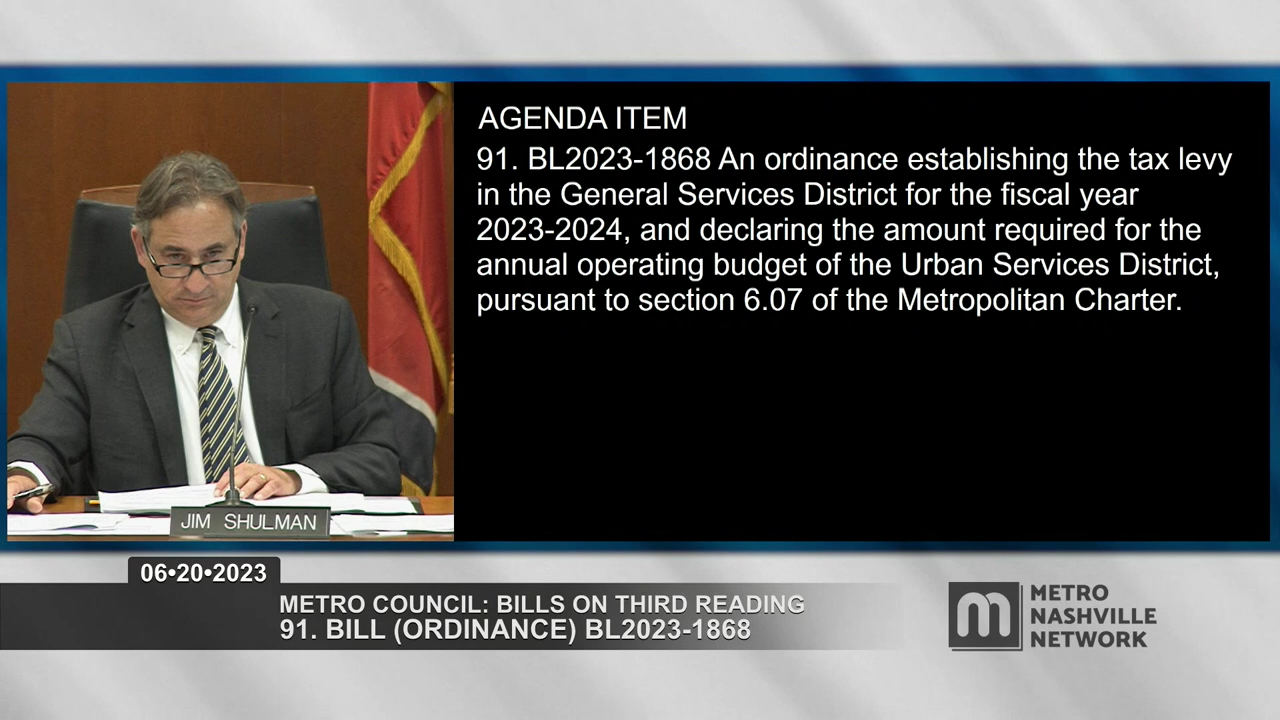 AGENDA ITEM
91. BL2023-1868 An ordinance establishing the tax levy
in the General Services District for the fiscal year
2023-2024, and declaring the amount required for the
annual operating budget of the Urban Services District,
pursuant to section 6.07 of the Metropolitan Charter.
JIM SHULMAN
06•20•2023
METRO COUNCIL: BILLS ON THIRD READING
91. BILL (ORDINANCE) BL2023-1868
m
METRO
NASHVILLE
NETWORK